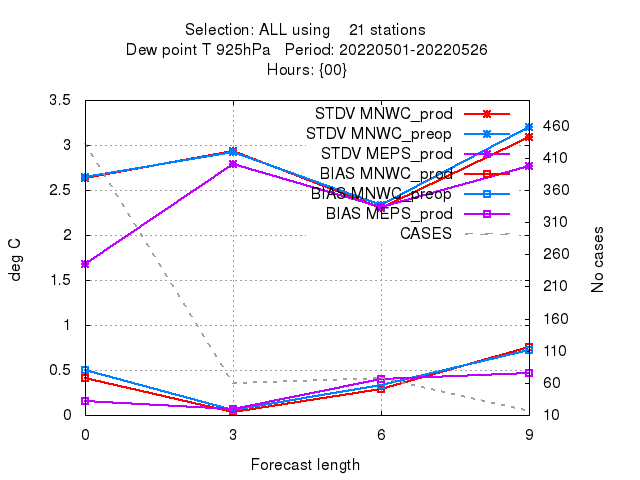 Selection: ALL using    21 stations
Dew point T 925hPa   Period: 20220501-20220526
Hours: {00}
STDV MNWC_prod
STDV MNWC_preop
STDV MEPS_prod
BIAS MNWC_prod
BIAS MNWC_preop
BIAS MEPS_prod
CASES
3.5
3
2.5
2
1.5
1
0.5
0
deg C
460
410
360
310
260
210
160
110
60
10
No cases
0 3 6 9
Forecast length